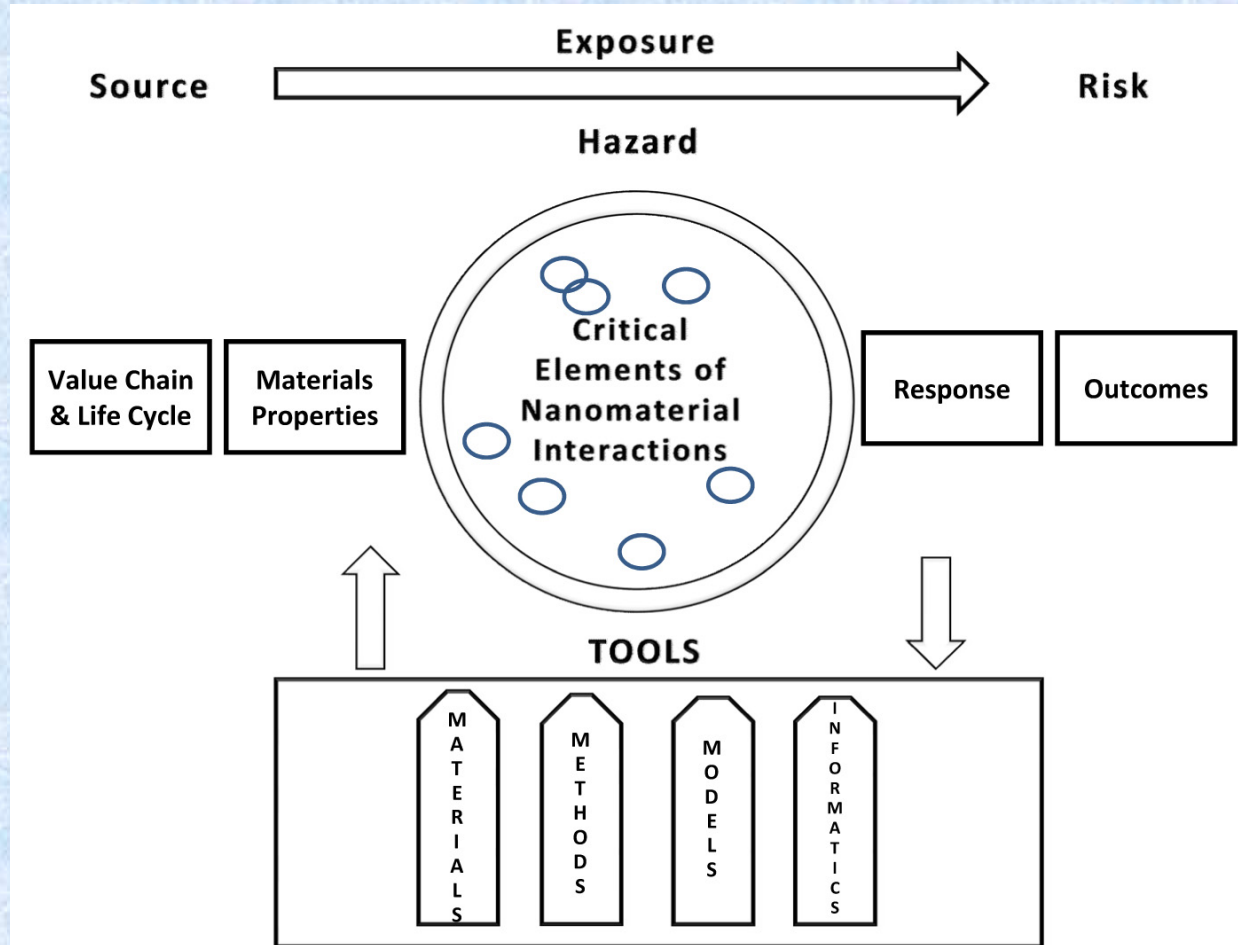 Exposure
Source
Risk
Hazard
Critical
Elements of
Nanomaterial
Interactions
Value Chain
& Life Cycle
Materials
Properties
Response
Outcomes
TOOLS
MATERIALS
METHODS
MODELS
INFORMATICS